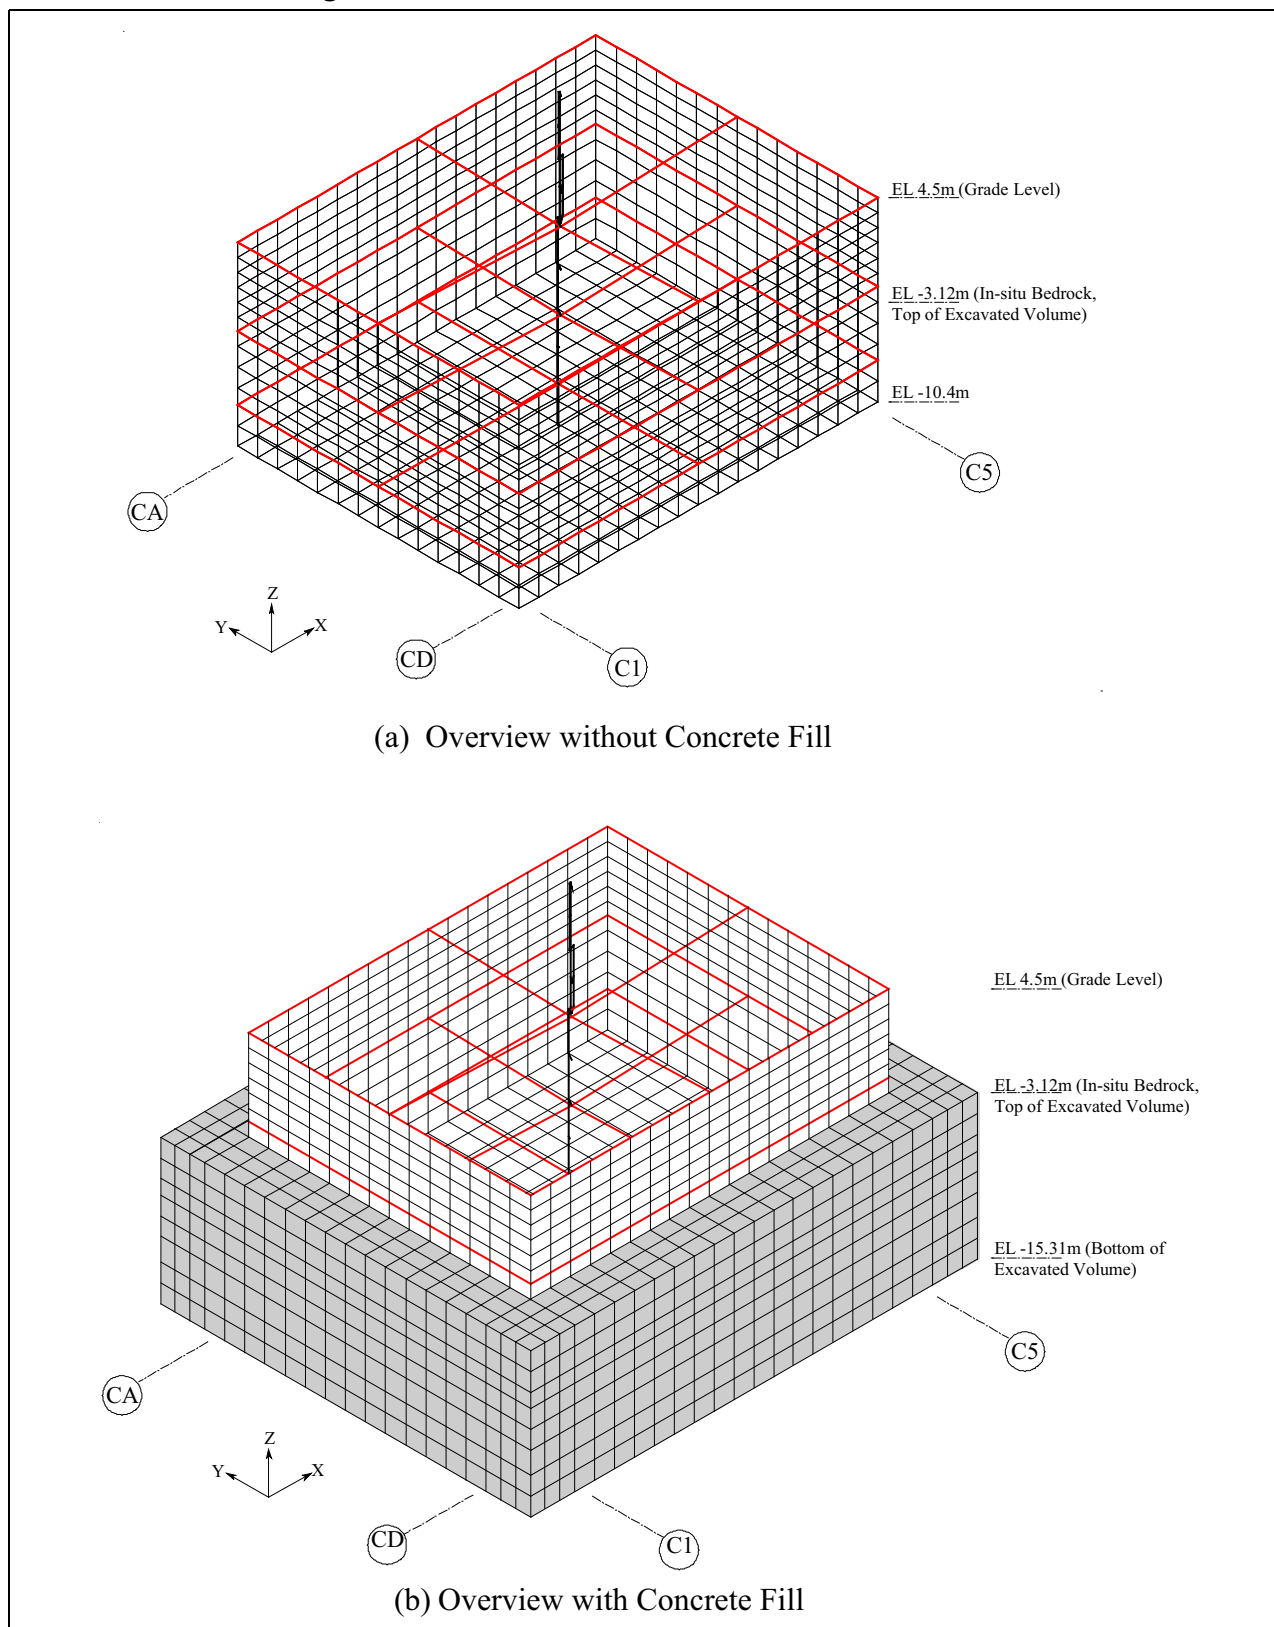 EL 4.5m (Grade Level)
EL -3.12m (In-situ Bedrock,
Top of Excavated Volume)
EL -10.4m
C5
CA
Z
Y
X
CD
C1
(a) Overview without Concrete Fill
EL 4.5m (Grade Level)
EL -3.12m (In-situ Bedrock,
Top of Excavated Volume)
EL -15.31m (Bottom of
Excavated Volume)
C5
CA
Z
Y
X
CD
C1
(b) Overview with Concrete Fill